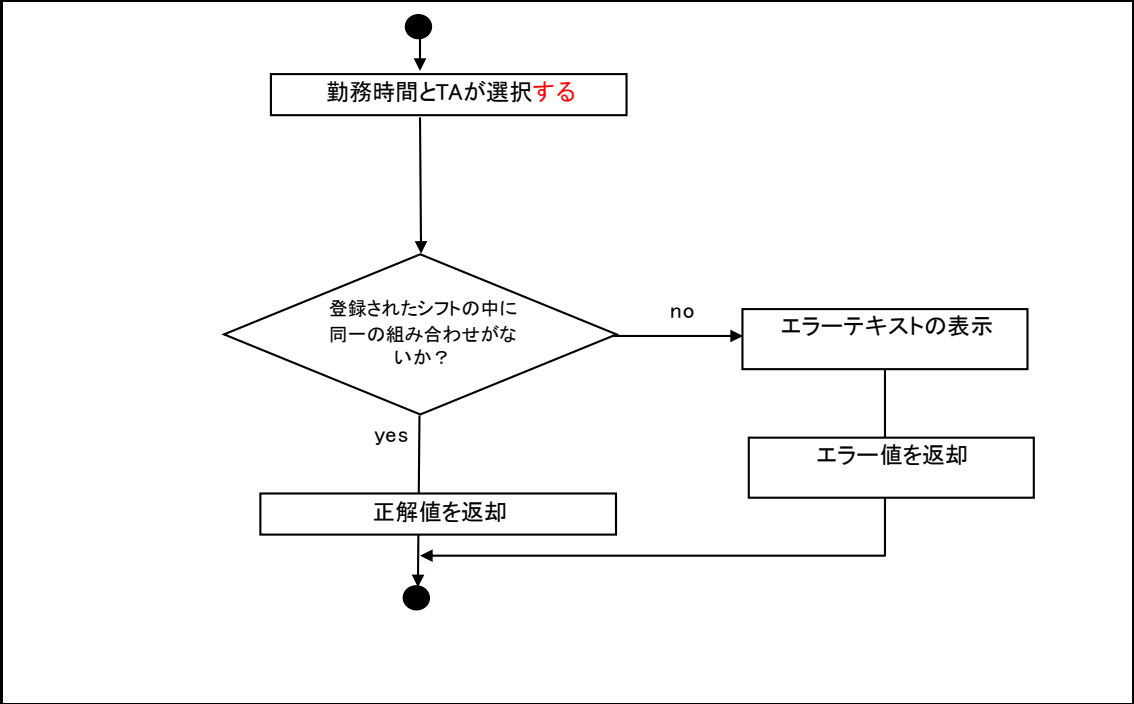 勤務時間とTAが選択する
登録されたシフトの中に
同一の組み合わせがな
いか？
no
エラーテキストの表示
yes
エラー値を返却
正解値を返却